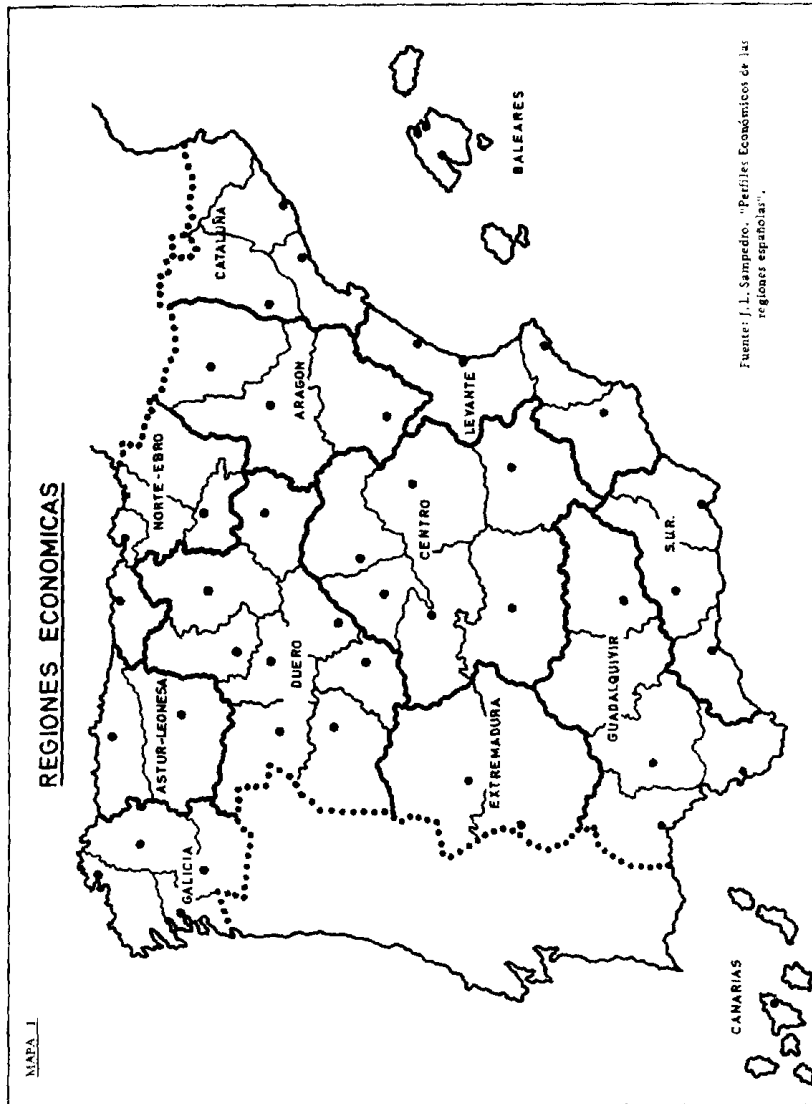 MAPA 1
REGIONES ECONOMICAS
GALICIA
ASTUR-LEONESA
NORTE-EBRO
CATALUÑA
ARAGON
DUERO
CENTRO
LEVANTE
BALEARES
EXTREMADURA
GUADALQUIVIR
SUR
CANARIAS
Fuente: J.L. Sampedro. "Perfiles Económicos de las
regiones españolas".